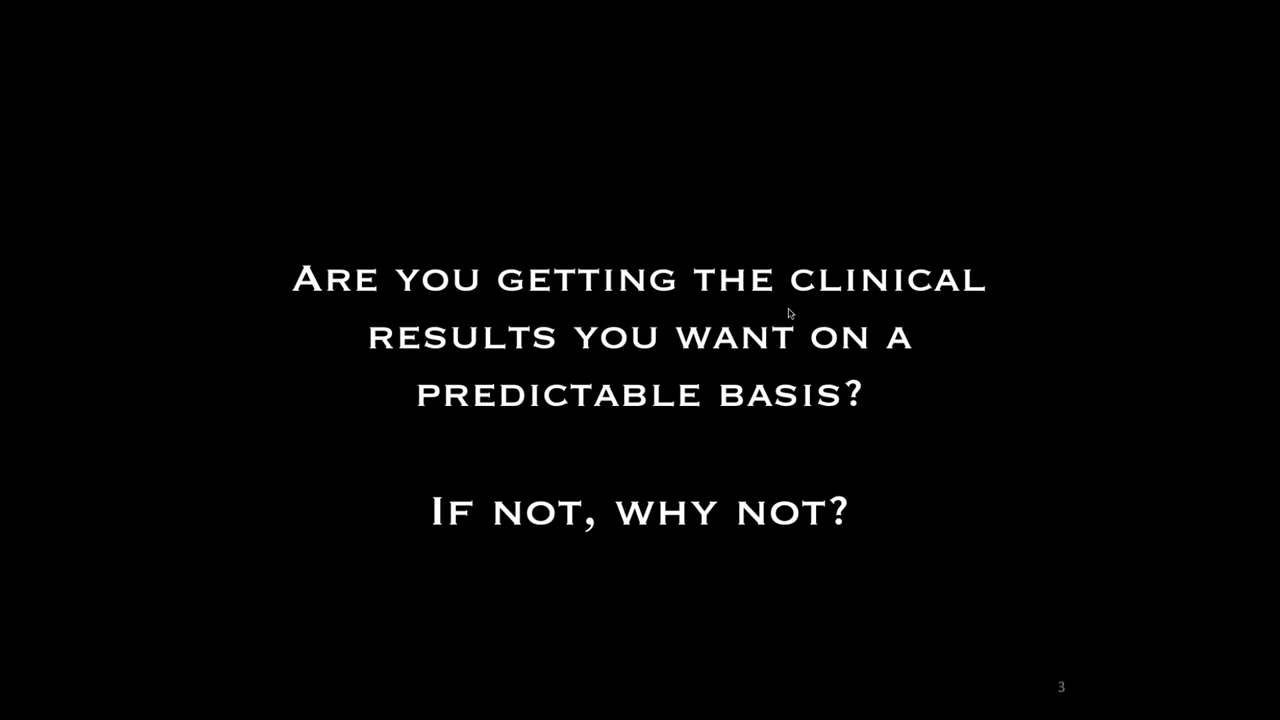 Are you getting the clinical
results you want on a
predictable basis?
If not, why not?
3